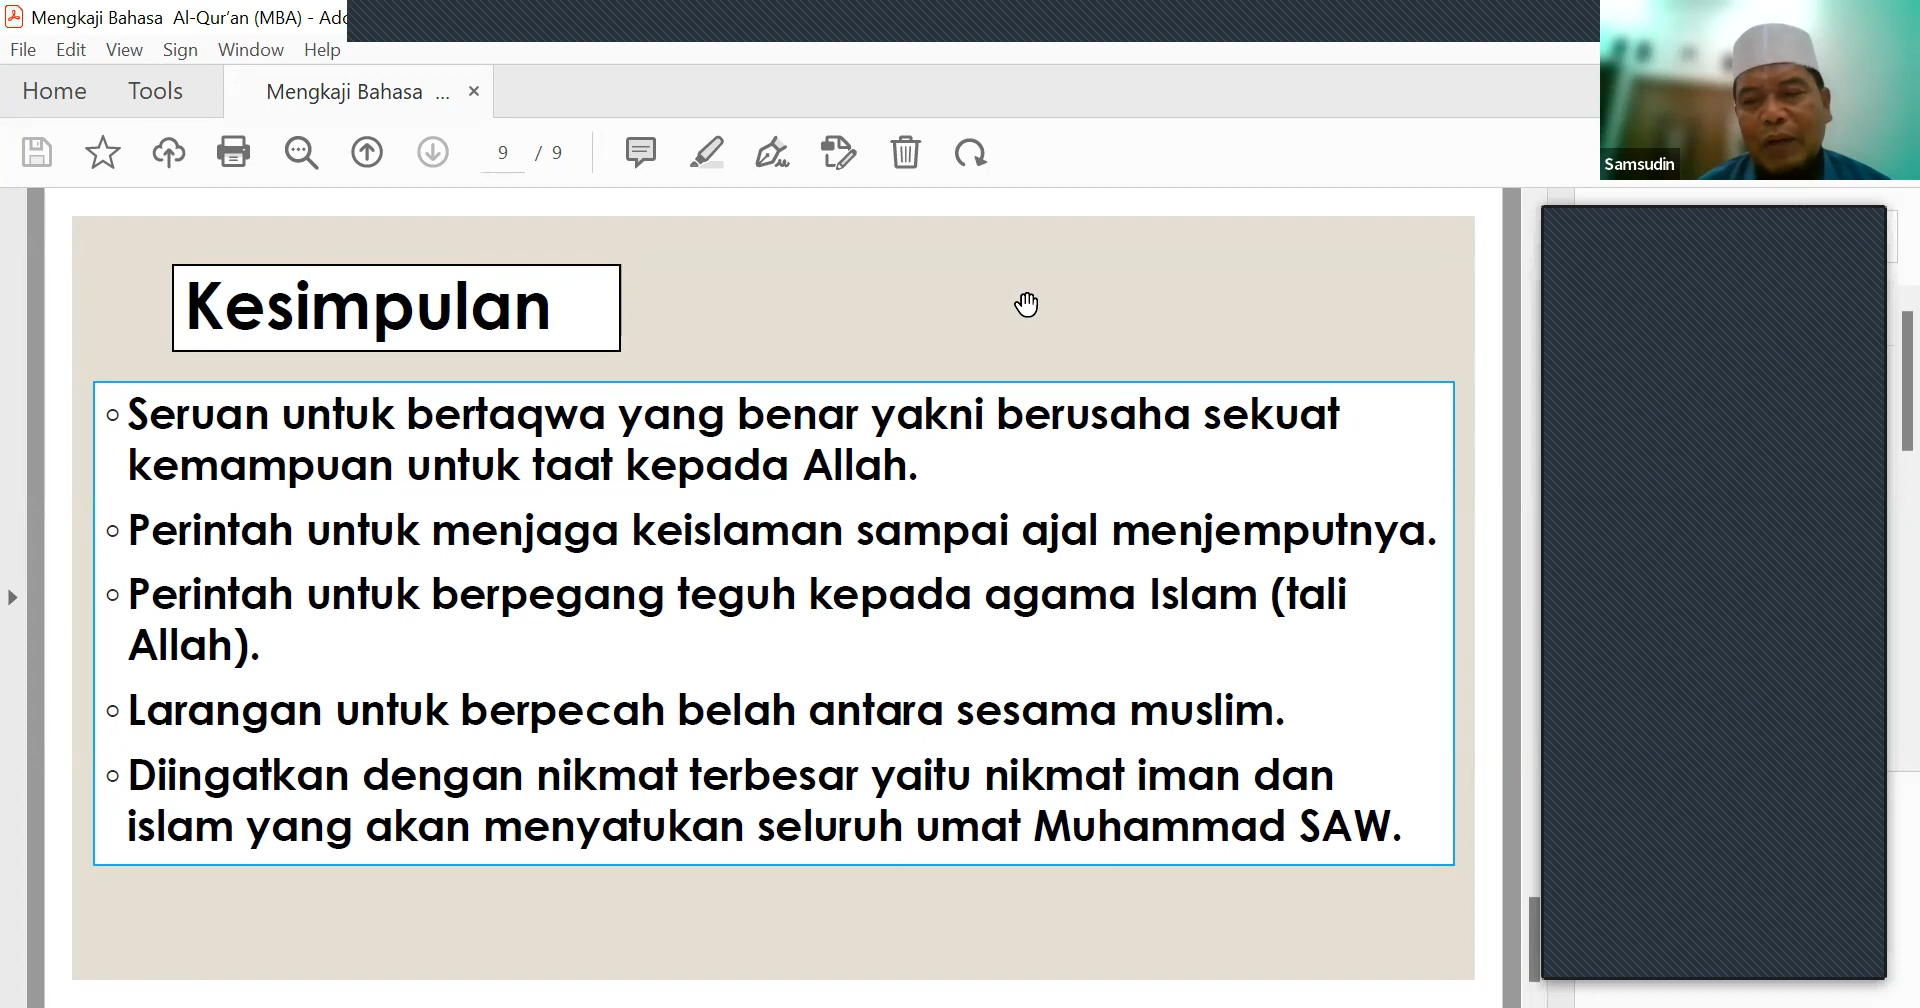 Mengkaji Bahasa Al-Qur'an (MBA) - Ado
File Edit View Sign Window Help
Home Tools Mengkaji Bahasa ... ×
9 / 9
Samsudin
Kesimpulan
◦ Seruan untuk bertaqwa yang benar yakni berusaha sekuat
kemampuan untuk taat kepada Allah.
◦ Perintah untuk menjaga keislaman sampai ajal menjemputnya.
◦ Perintah untuk berpegang teguh kepada agama Islam (tali
Allah).
◦ Larangan untuk berpecah belah antara sesama muslim.
◦ Diingatkan dengan nikmat terbesar yaitu nikmat iman dan
islam yang akan menyatukan seluruh umat Muhammad SAW.